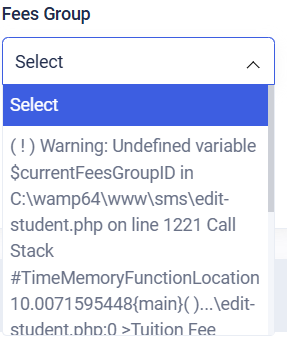 Fees Group
Select
Select
( ! ) Warning: Undefined variable
$currentFeesGroupID in
C:\wamp64\www\sms\edit-
student.php on line 1221 Call
Stack
#TimeMemoryFunctionLocation
10.0071595448{main}( )...\edit-
student.php:0 >Tuition Fee